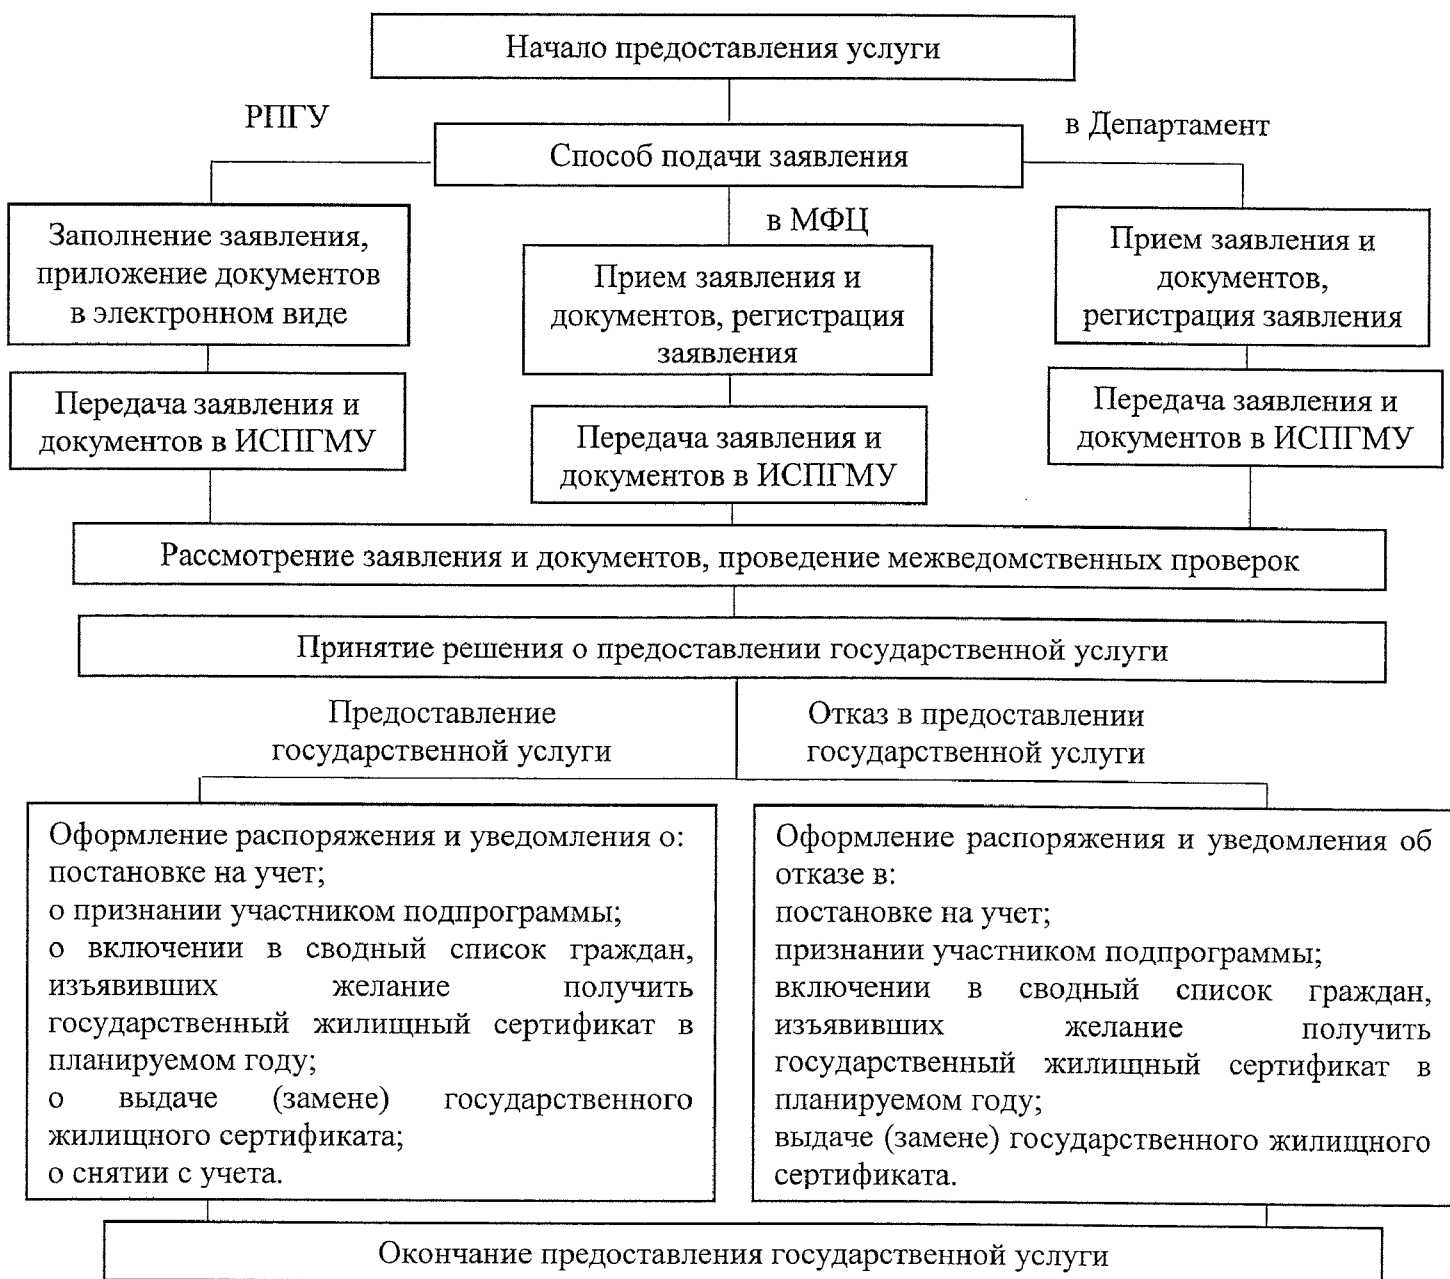 Начало предоставления услуги
РПГУ
в Департамент
Способ подачи заявления
в МФЦ
Заполнение заявления,
приложение документов
в электронном виде
Прием заявления и
документов, регистрация
заявления
Прием заявления и
документов,
регистрация заявления
Передача заявления и
документов в ИСПГМУ
Передача заявления и
документов в ИСПГМУ
Передача заявления и
документов в ИСПГМУ
Рассмотрение заявления и документов, проведение межведомственных проверок
Принятие решения о предоставлении государственной услуги
Предоставление
государственной услуги
Отказ в предоставлении
государственной услуги
Оформление распоряжения и уведомления о:
постановке на учет;
о признании участником подпрограммы;
о включении в сводный список граждан,
изъявивших желание получить
государственный жилищный сертификат в
планируемом году;
о выдаче (замене) государственного
жилищного сертификата;
о снятии с учета.
Оформление распоряжения и уведомления об
отказе в:
постановке на учет;
признании участником подпрограммы;
включении в сводный список граждан,
изъявивших желание получить
государственный жилищный сертификат в
планируемом году;
выдаче (замене) государственного жилищного
сертификата.
Окончание предоставления государственной услуги